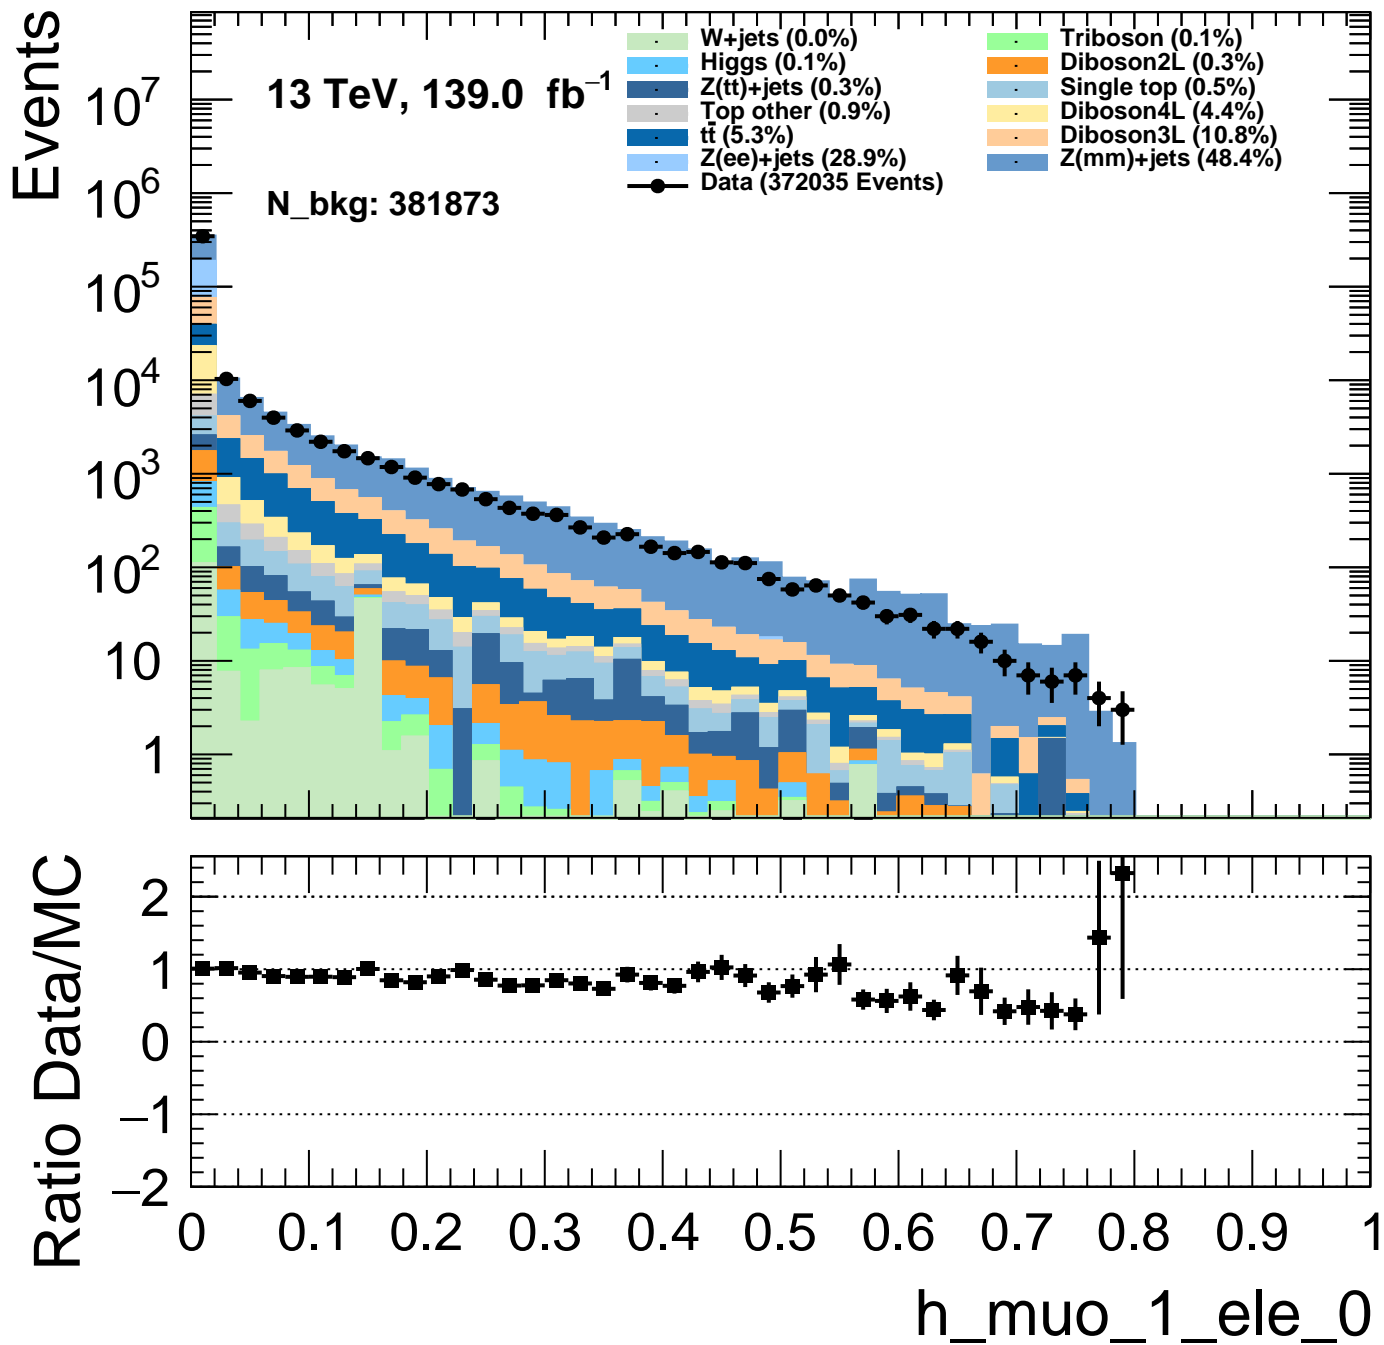 Events
10⁷
10⁶
10⁵
10⁴
10³
10²
10
1
13 TeV, 139.0 fb⁻¹
N_bkg: 381873
W+jets (0.0%)
Higgs (0.1%)
Z(tt)+jets (0.3%)
Top other (0.9%)
tt̄ (5.3%)
Z(ee)+jets (28.9%)
Data (372035 Events)
Triboson (0.1%)
Diboson2L (0.3%)
Single top (0.5%)
Diboson4L (4.4%)
Diboson3L (10.8%)
Z(mm)+jets (48.4%)
Ratio Data/MC
2
1
0
−1
−2
0 0.1 0.2 0.3 0.4 0.5 0.6 0.7 0.8 0.9 1
h_muo_1_ele_0